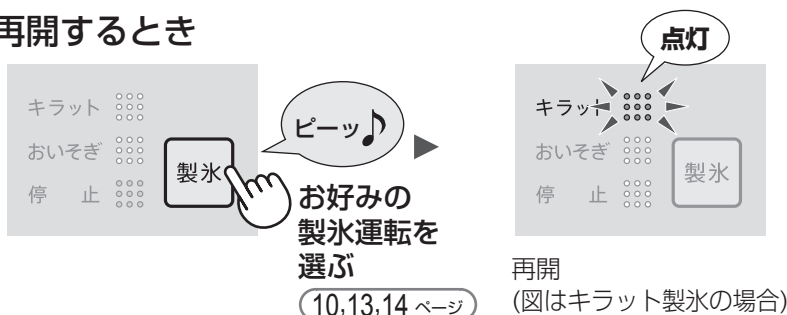 再開するとき
キラット
おいそぎ
停 止
製氷
ピーッ♪
お好みの
製氷運転を
選ぶ
10,13,14 ページ
点灯
キラット
おいそぎ
停 止
製氷
再開
(図はキラット製氷の場合)